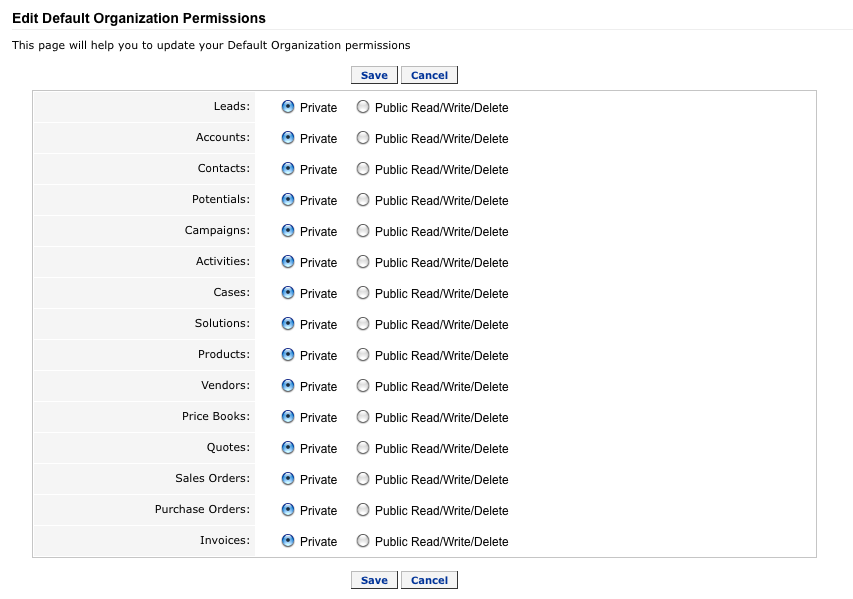 Edit Default Organization Permissions
This page will help you to update your Default Organization permissions
Save Cancel
Leads: Private Public Read/Write/Delete
Accounts: Private Public Read/Write/Delete
Contacts: Private Public Read/Write/Delete
Potentials: Private Public Read/Write/Delete
Campaigns: Private Public Read/Write/Delete
Activities: Private Public Read/Write/Delete
Cases: Private Public Read/Write/Delete
Solutions: Private Public Read/Write/Delete
Products: Private Public Read/Write/Delete
Vendors: Private Public Read/Write/Delete
Price Books: Private Public Read/Write/Delete
Quotes: Private Public Read/Write/Delete
Sales Orders: Private Public Read/Write/Delete
Purchase Orders: Private Public Read/Write/Delete
Invoices: Private Public Read/Write/Delete
Save Cancel